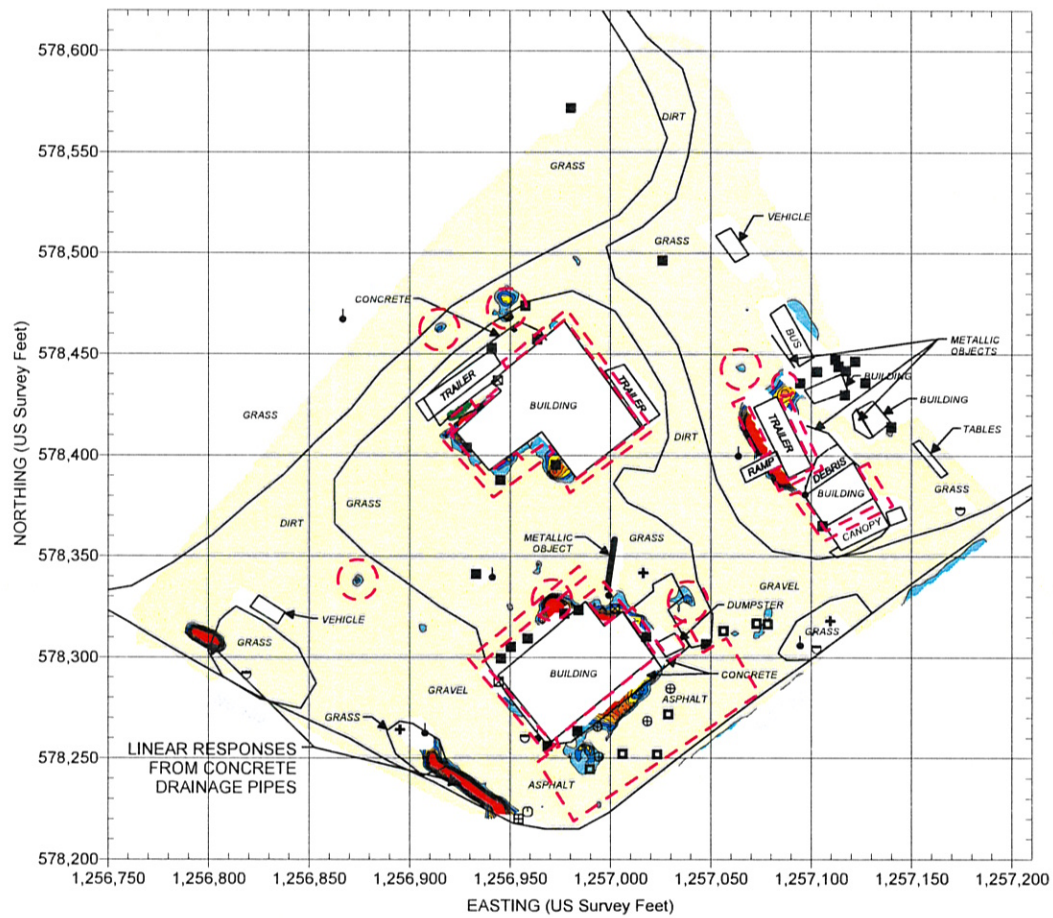 578,600
578,550
578,500
578,450
578,400
578,350
578,300
578,250
578,200
NORTHING (US Survey Feet)
DIRT
GRASS
VEHICLE
GRASS
CONCRETE
BUS
METALLIC
OBJECTS
TRAILER
TRAILER
BUILDING
BUILDING
BUILDING
GRASS
TRAILER
TABLES
DIRT
RAMP
DEBRIS
BUILDING
GRASS
GRASS
CANOPY
DIRT
METALLIC
OBJECT
GRASS
GRAVEL
DUMPSTER
VEHICLE
GRASS
GRASS
BUILDING
CONCRETE
GRAVEL
ASPHALT
GRASS
LINEAR RESPONSES
FROM CONCRETE
DRAINAGE PIPES
ASPHALT
1,256,750
1,256,800
1,256,850
1,256,900
1,256,950
1,257,000
1,257,050
1,257,100
1,257,150
1,257,200
EASTING (US Survey Feet)